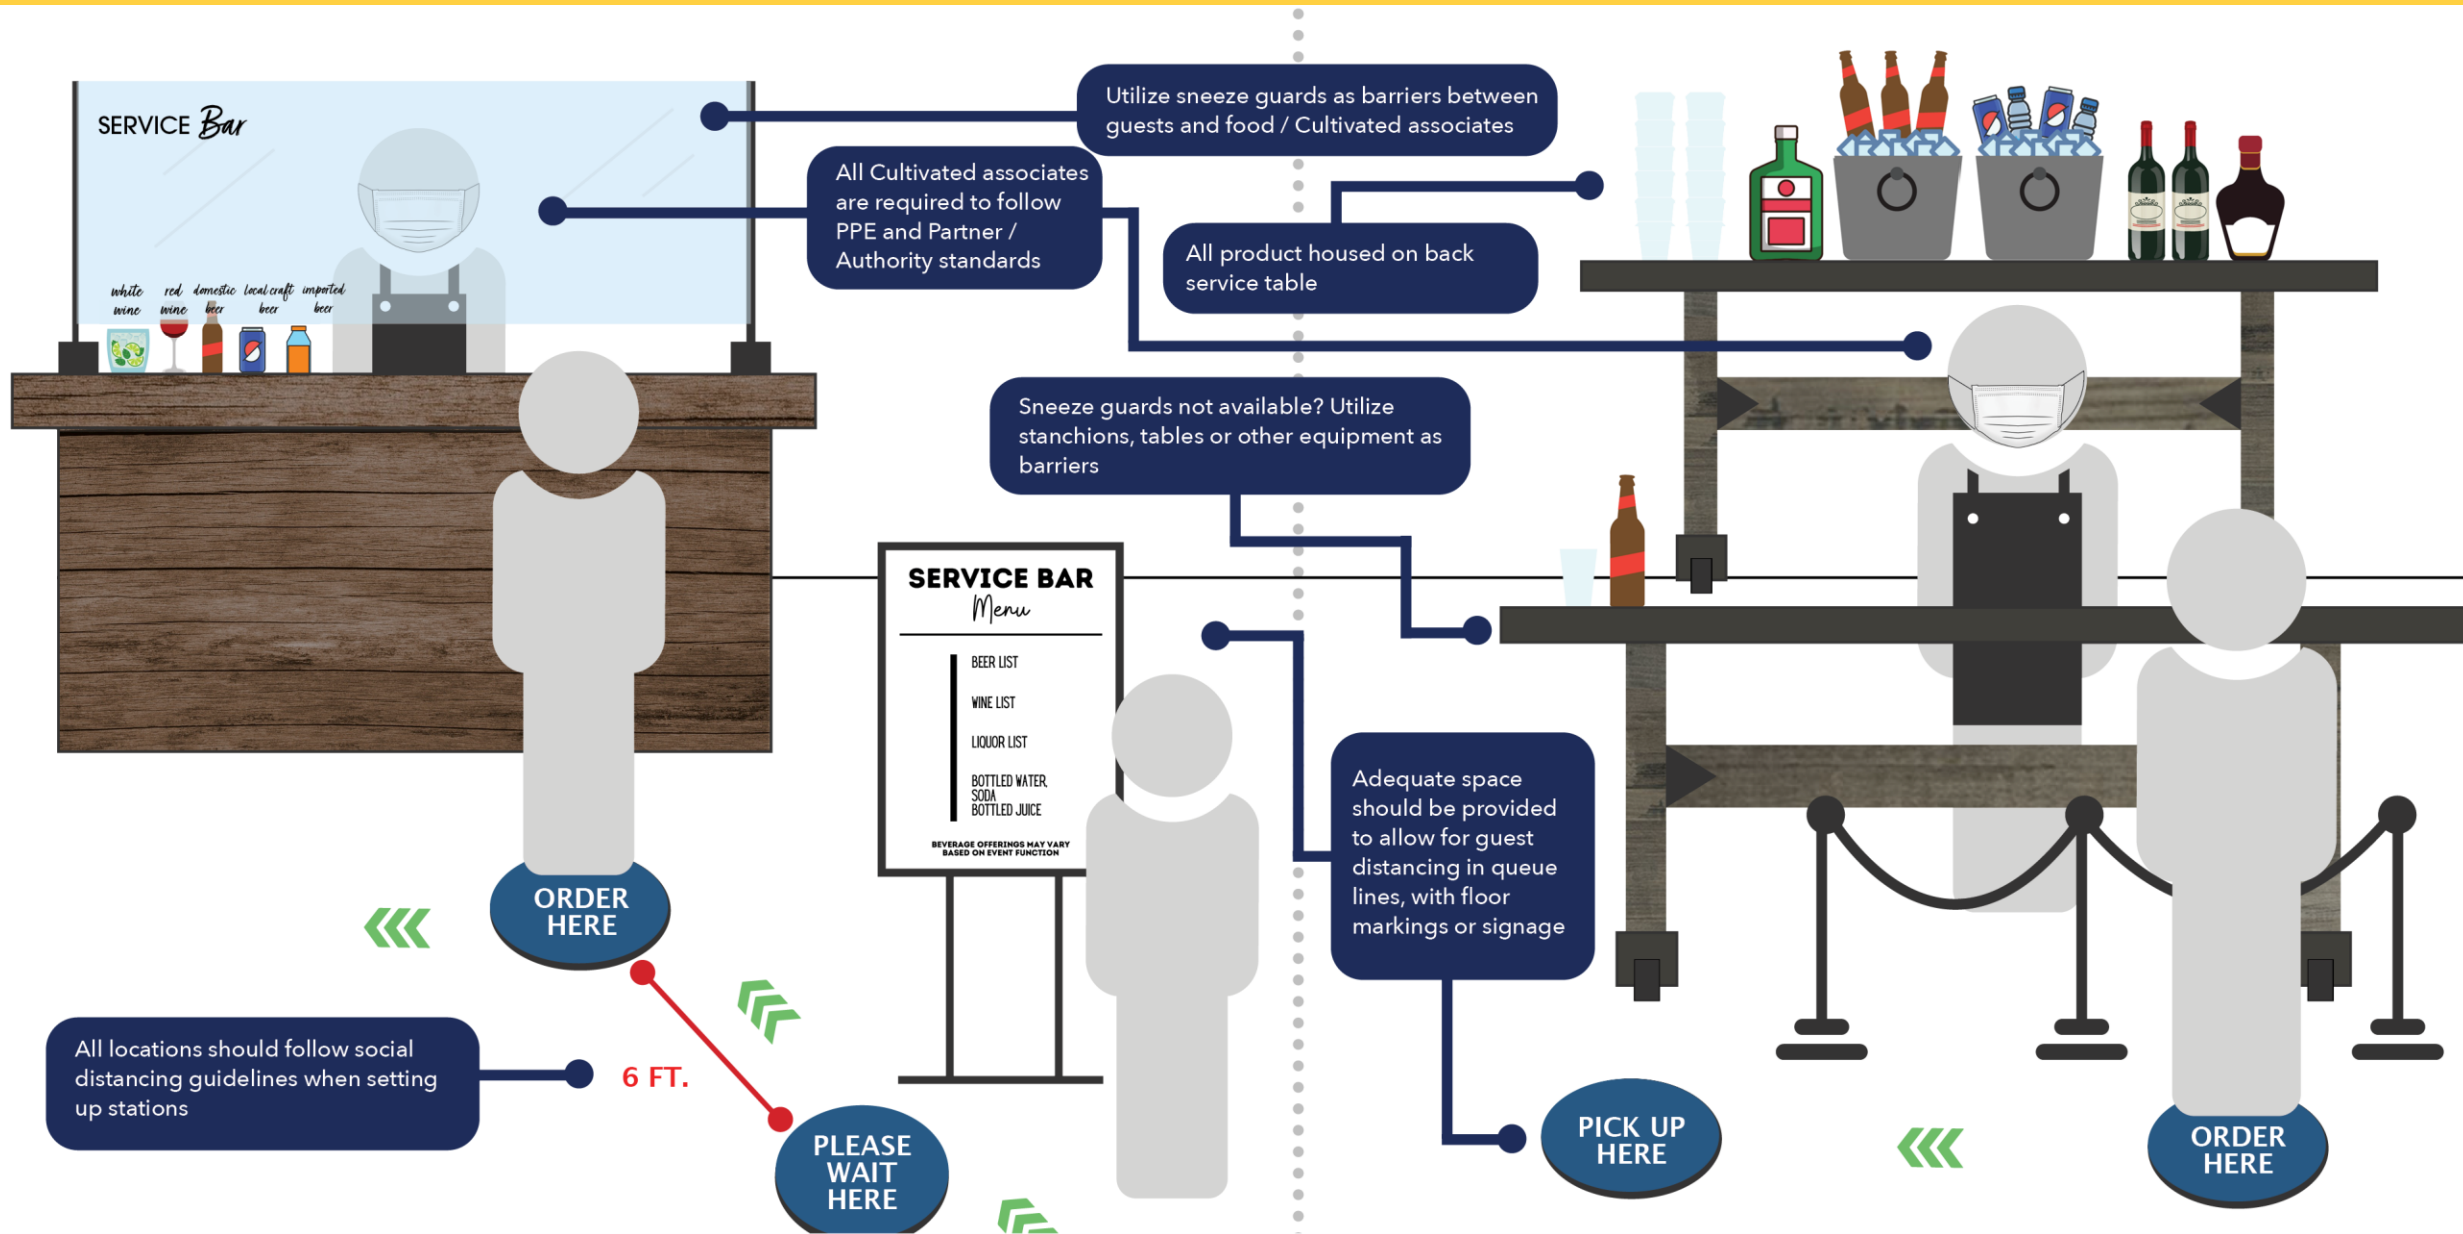 SERVICE Bar
white
wine
red
wine
domestic
beer
local craft
beer
imported
beer
Utilize sneeze guards as barriers between
guests and food / Cultivated associates
All Cultivated associates
are required to follow
PPE and Partner /
Authority standards
All product housed on back
service table
Sneeze guards not available? Utilize
stanchions, tables or other equipment as
barriers
SERVICE BAR
Menu
BEER LIST
WINE LIST
LIQUOR LIST
BOTTLED WATER,
SODA
BOTTLED JUICE
BEVERAGE OFFERINGS MAY VARY
BASED ON EVENT FUNCTION
Adequate space
should be provided
to allow for guest
distancing in queue
lines, with floor
markings or signage
ORDER
HERE
All locations should follow social
distancing guidelines when setting
up stations
6 FT.
PLEASE
WAIT
HERE
PICK UP
HERE
ORDER
HERE